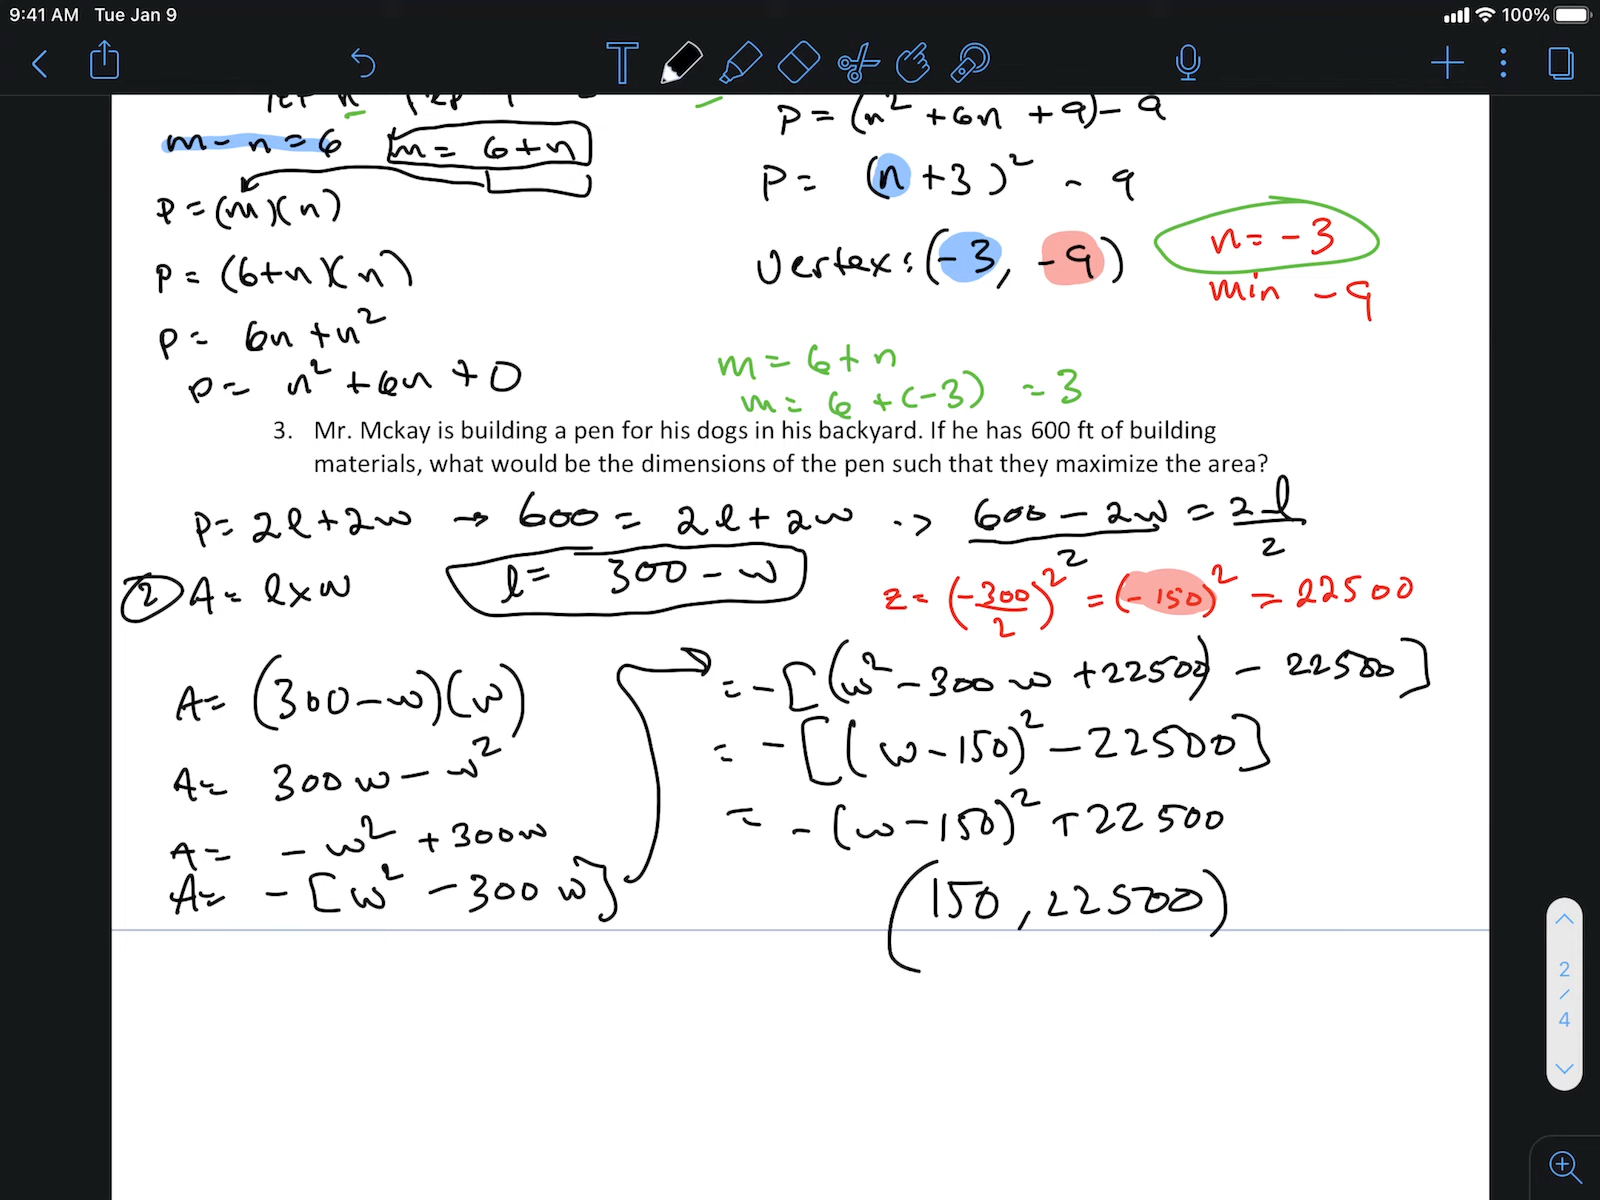 9:41 AM Tue Jan 9
100%
m - n = 6
m = 6+n
P = (m)(n)
P = (6+n)(n)
P = 6n + n²
P = n² + 6n + 0
P = (n² + 6n + 9) - 9
P = (n + 3)² - 9
Vertex: (-3, -9)
n = -3
min -9
m = 6+n
m = 6 + (-3) = 3
3. Mr. Mckay is building a pen for his dogs in his backyard. If he has 600 ft of building
materials, what would be the dimensions of the pen such that they maximize the area?
P = 2l + 2w → 600 = 2l + 2w -> 600 - 2w / 2 = 2l / 2
l = 300 - w
② A = l x w
z = (-300/2)² = (-150)² = 22500
A = (300-w)(w)
A = 300w - w²
A = - w² + 300w
A = - [w² - 300w]
= - [(w² - 300w + 22500) - 22500]
= - [(w - 150)² - 22500]
= - (w - 150)² + 22500
(150, 22500)
2
/
4